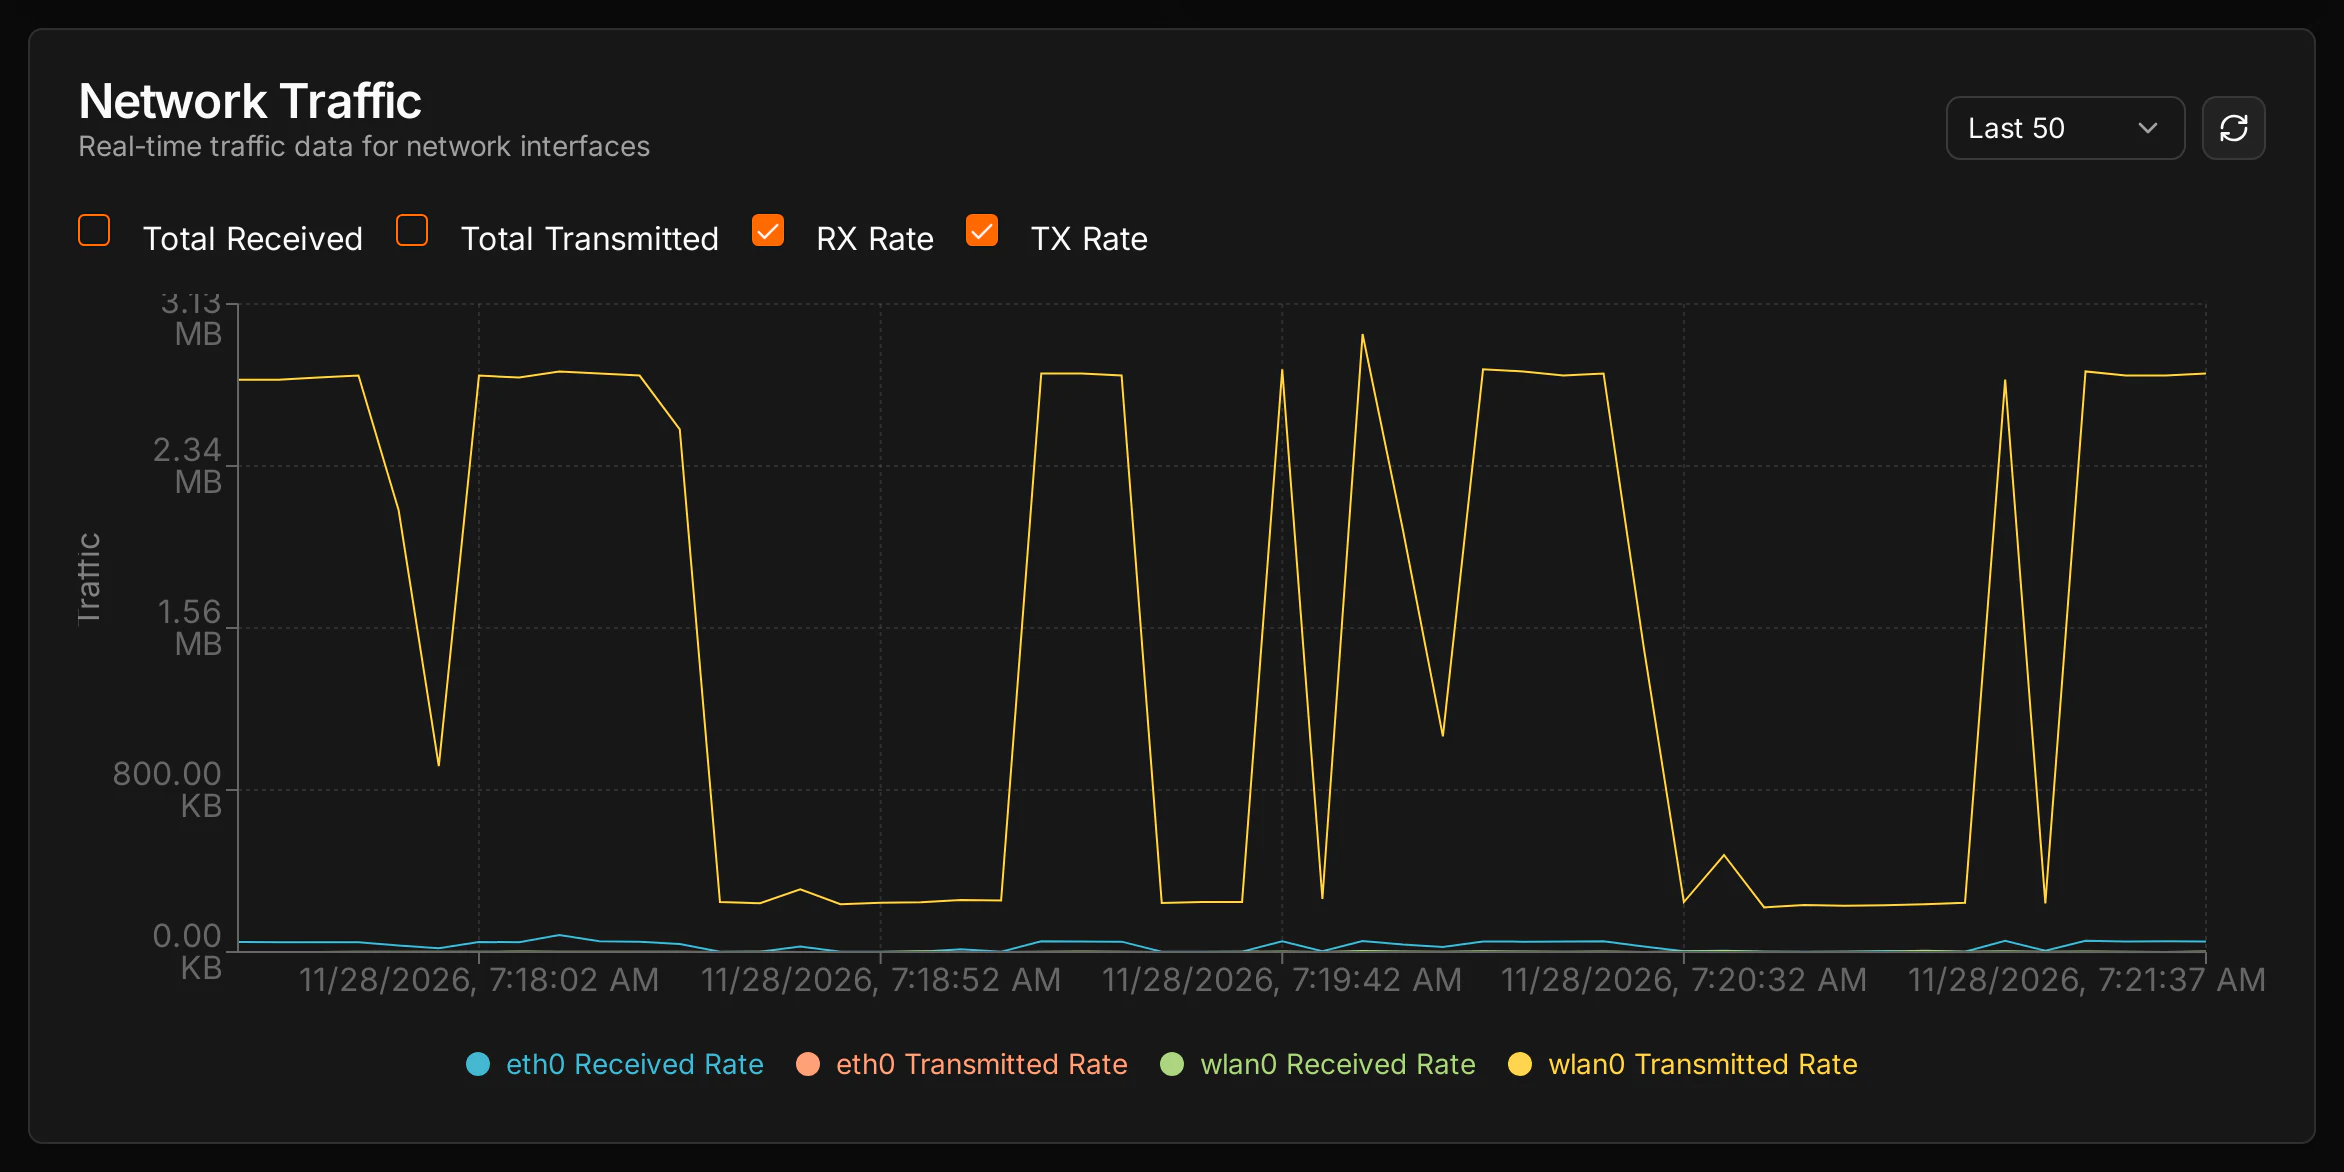 Network Traffic
Real-time traffic data for network interfaces
Last 50
Total Received
Total Transmitted
RX Rate
TX Rate
3.13
MB
2.34
MB
1.56
MB
800.00
KB
0.00
KB
Traffic
11/28/2026, 7:18:02 AM
11/28/2026, 7:18:52 AM
11/28/2026, 7:19:42 AM
11/28/2026, 7:20:32 AM
11/28/2026, 7:21:37 AM
eth0 Received Rate
eth0 Transmitted Rate
wlan0 Received Rate
wlan0 Transmitted Rate